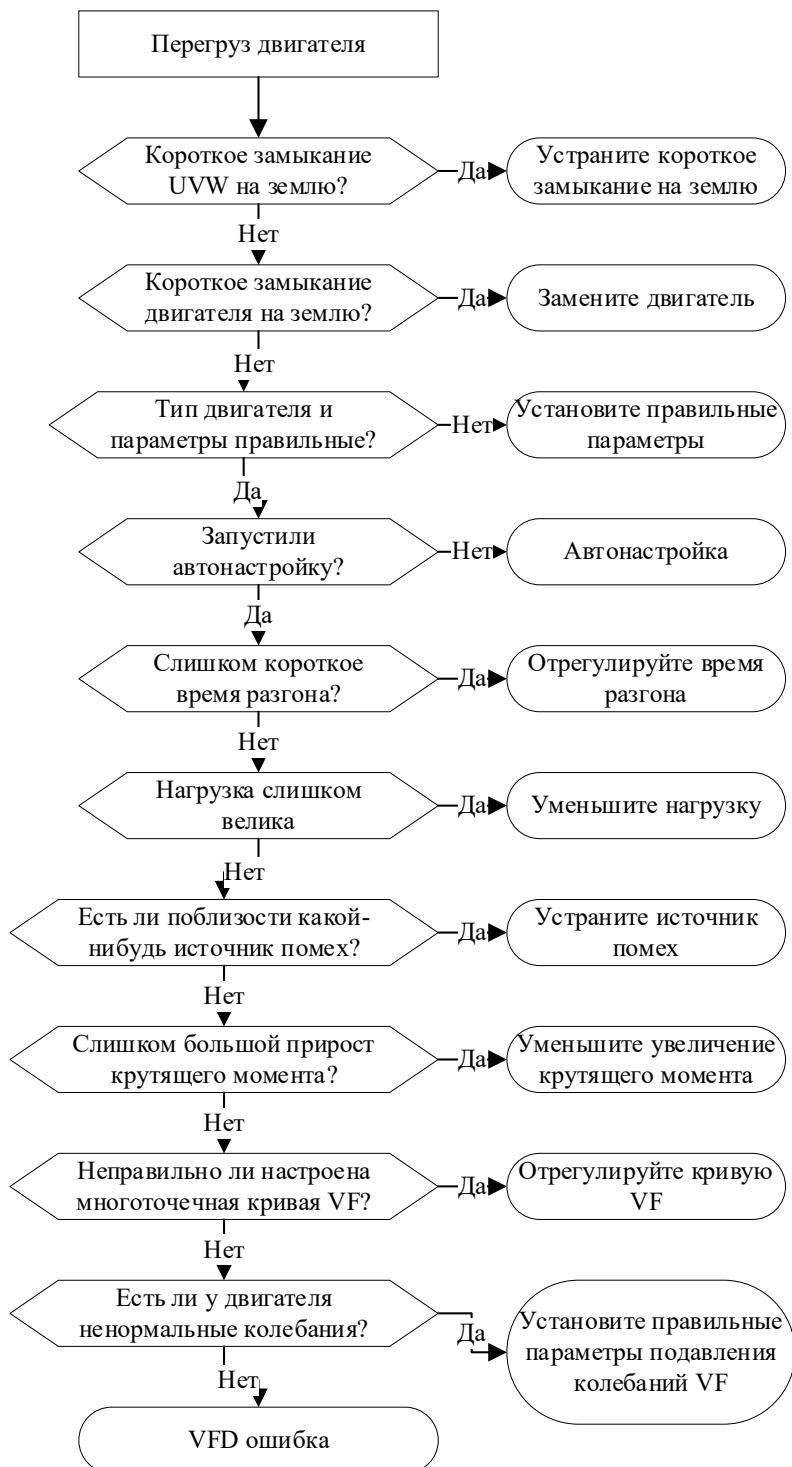 Перегруз двигателя
Короткое замыкание
UVW на землю?
Да
Устраните короткое
замыкание на землю
Нет
Короткое замыкание
двигателя на землю?
Да
Замените двигатель
Нет
Тип двигателя и
параметры правильные?
Нет
Установите правильные
параметры
Да
Запустили
автонастройку?
Нет
Автонастройка
Да
Слишком короткое
время разгона?
Да
Отрегулируйте время
разгона
Нет
Нагрузка слишком
велика
Да
Уменьшите нагрузку
Нет
Есть ли поблизости какой-
нибудь источник помех?
Да
Устраните источник
помех
Нет
Слишком большой прирост
крутящего момента?
Да
Уменьшите увеличение
крутящего момента
Нет
Неправильно ли настроена
многоточечная кривая VF?
Да
Отрегулируйте кривую
VF
Нет
Есть ли у двигателя
ненормальные колебания?
Да
Установите правильные
параметры подавления
колебаний VF
Нет
VFD ошибка